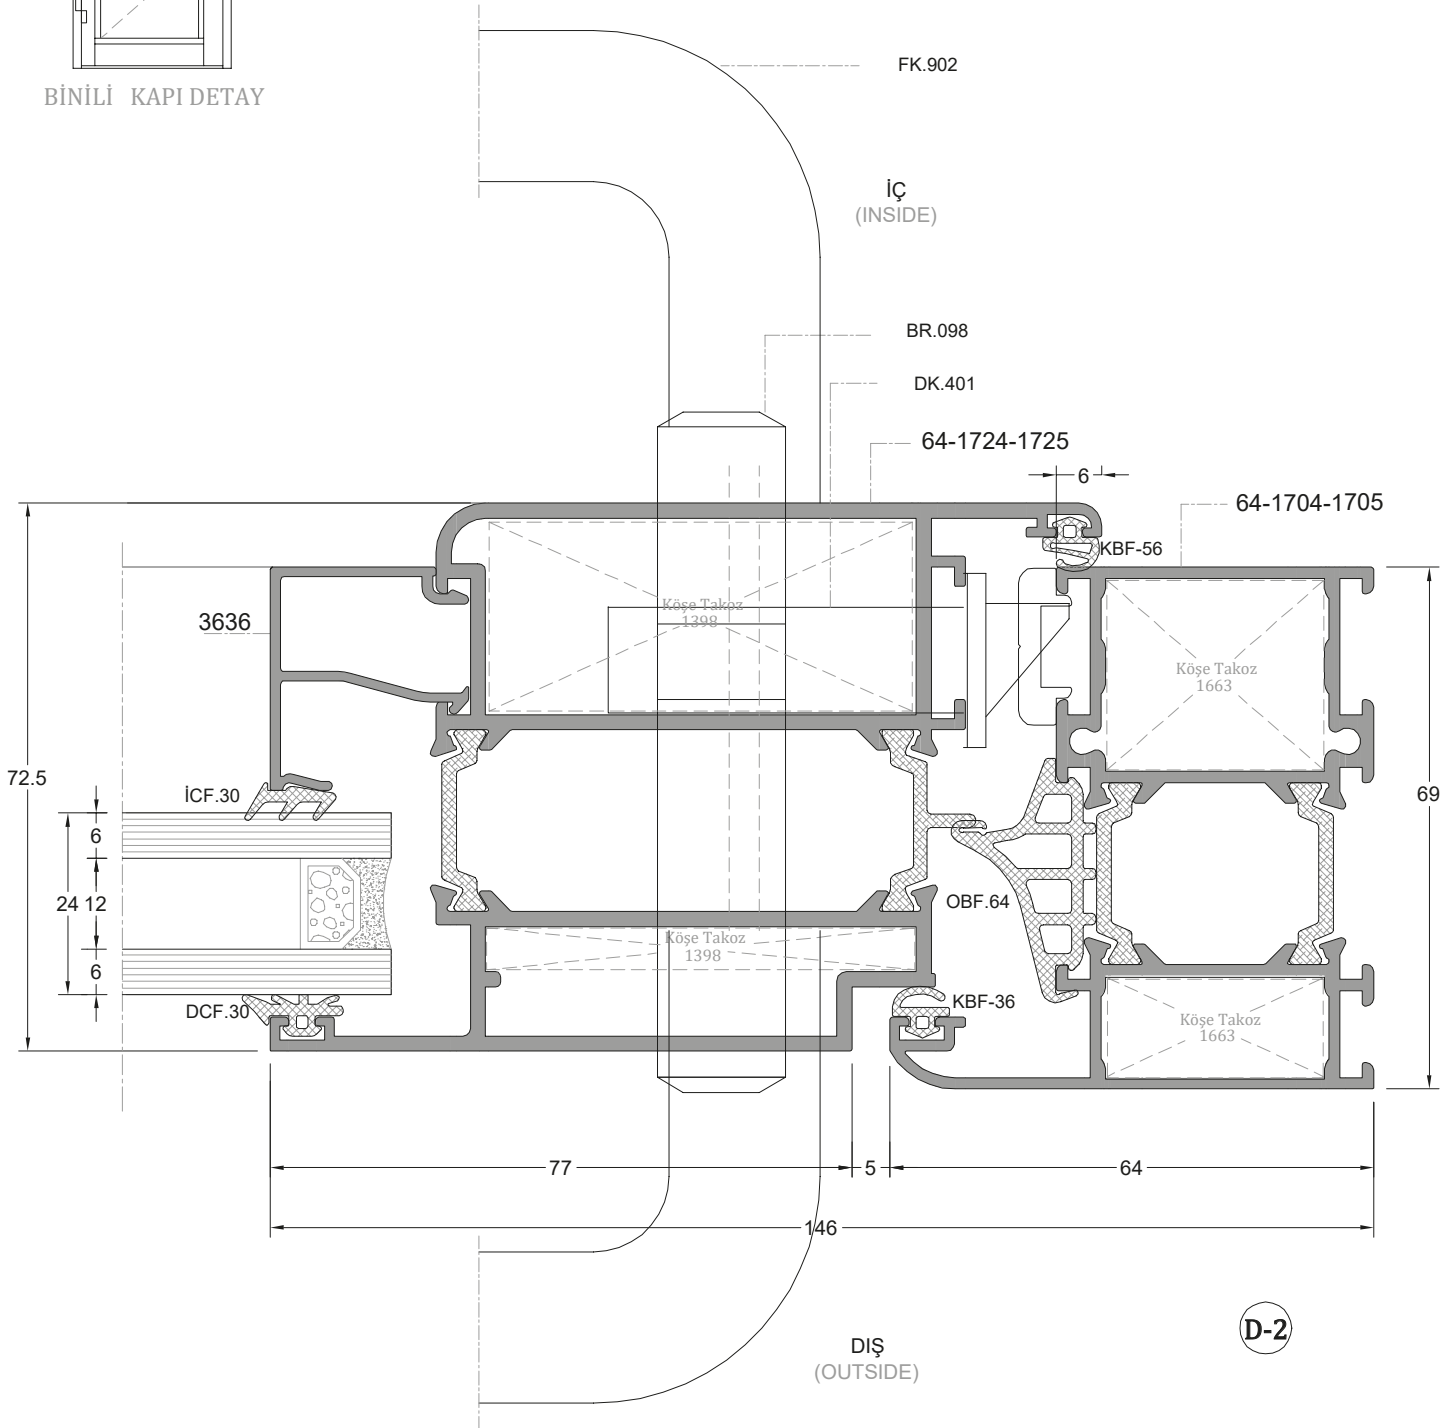 BİNİLİ KAPI DETAY
FK.902
İÇ
(INSIDE)
BR.098
DK.401
64-1724-1725
6
64-1704-1705
KBF-56
3636
Köşe Takoz
1398
Köşe Takoz
1663
72.5
İCF.30
69
6
24 12
6
OBF.64
Köşe Takoz
1398
DCF.30
KBF-36
Köşe Takoz
1663
77
5
64
146
D-2
DIŞ
(OUTSIDE)